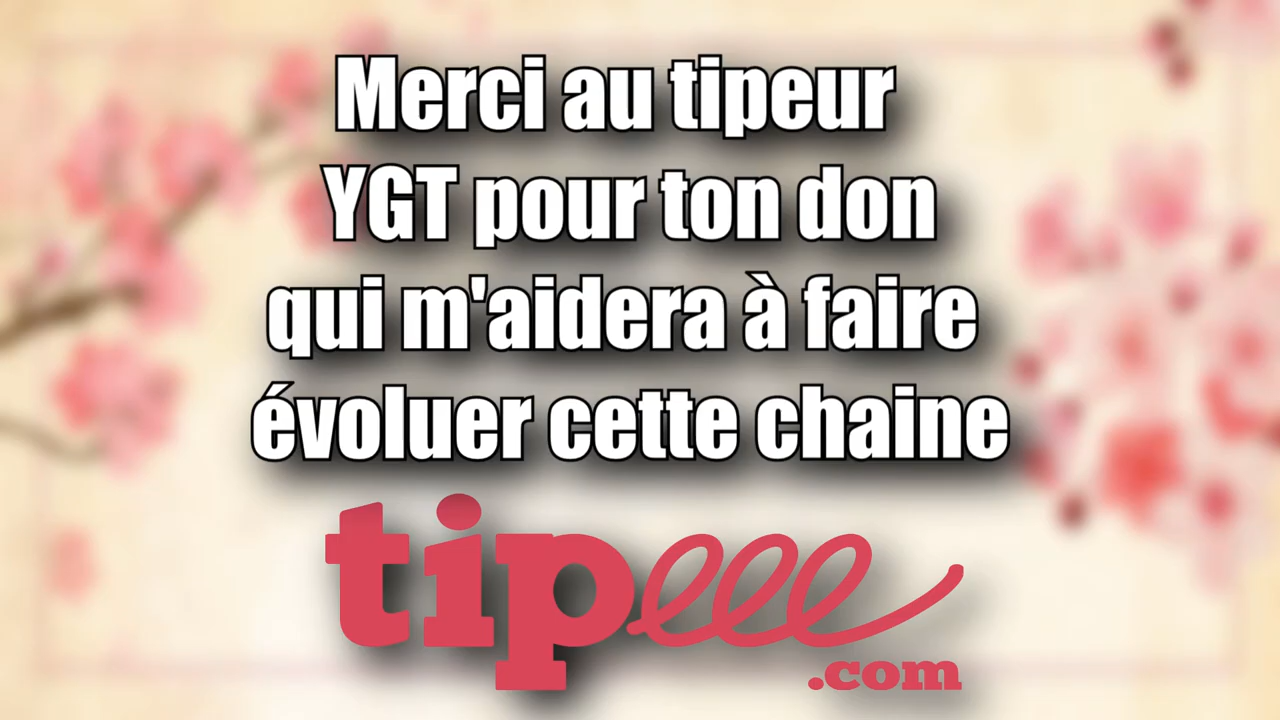 Merci au tipeur
YGT pour ton don
qui m'aidera à faire
évoluer cette chaine
tipeee
.com